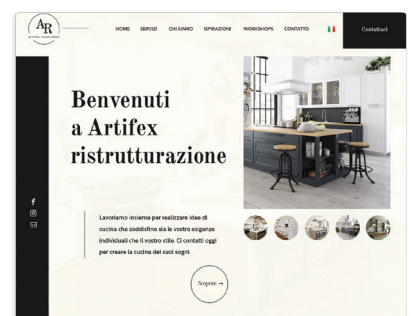 AR
artifex restauratori
HOME SERVIZI CHI SIAMO ISPIRAZIONI WORKSHOPS CONTATTO Contattaci
Benvenuti
a Artifex
ristrutturazione
Lavoriamo insieme per realizzare idee di
cucina che soddisfino sia le vostre esigenze
individuali che il vostro stile. Ci contatti oggi
per creare la cucina dei suoi sogni.
Scoprire →